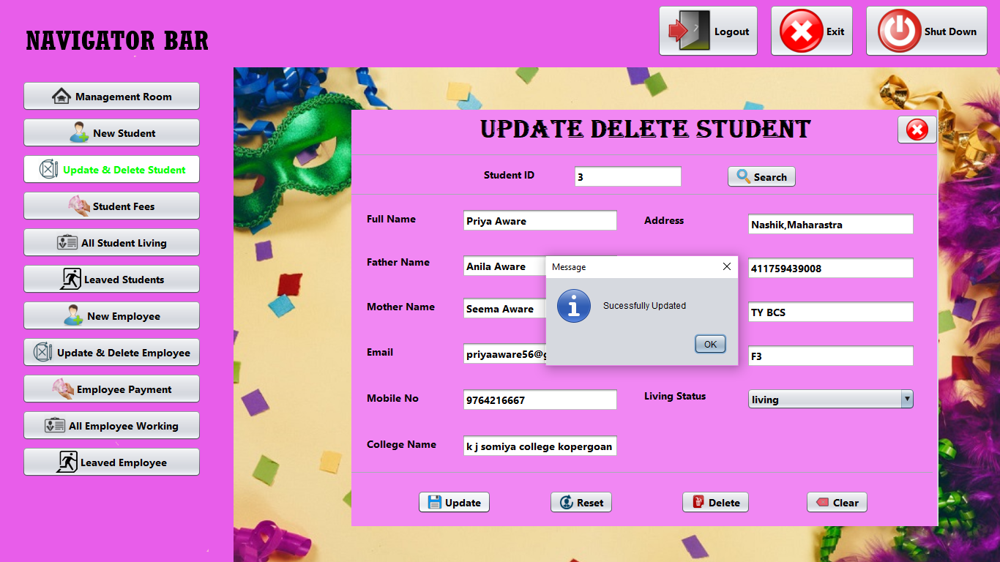 NAVIGATOR BAR
Logout
Exit
Shut Down
Management Room
New Student
Update & Delete Student
Student Fees
All Student Living
Leaved Students
New Employee
Update & Delete Employee
Employee Payment
All Employee Working
Leaved Employee
UPDATE DELETE STUDENT
Student ID
3
Search
Full Name
Priya Aware
Address
Nashik,Maharastra
Father Name
Anila Aware
411759439008
Mother Name
Seema Aware
TY BCS
Email
priyaaware56@g
F3
Message
Sucessfully Updated
OK
Mobile No
9764216667
Living Status
living
College Name
k j somiya college kopergoan
Update
Reset
Delete
Clear